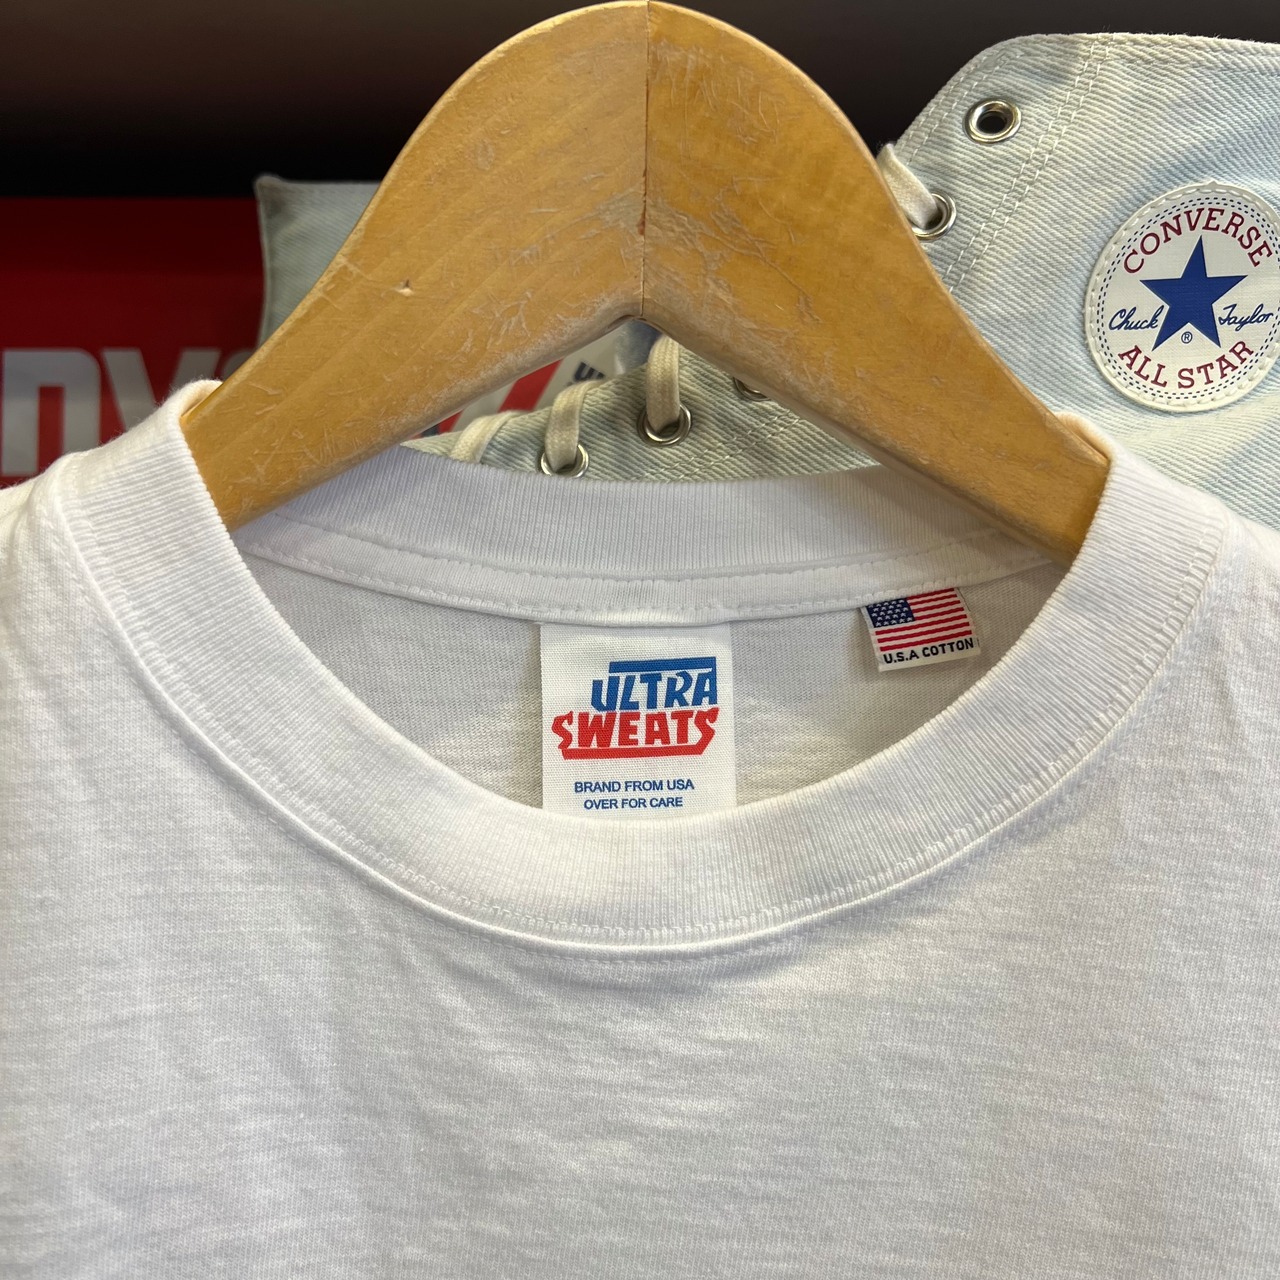 CONVERSE
Chuck Taylor
®
ALL STAR
U.S.A COTTON
ULTRA
SWEATS
BRAND FROM USA
OVER FOR CARE